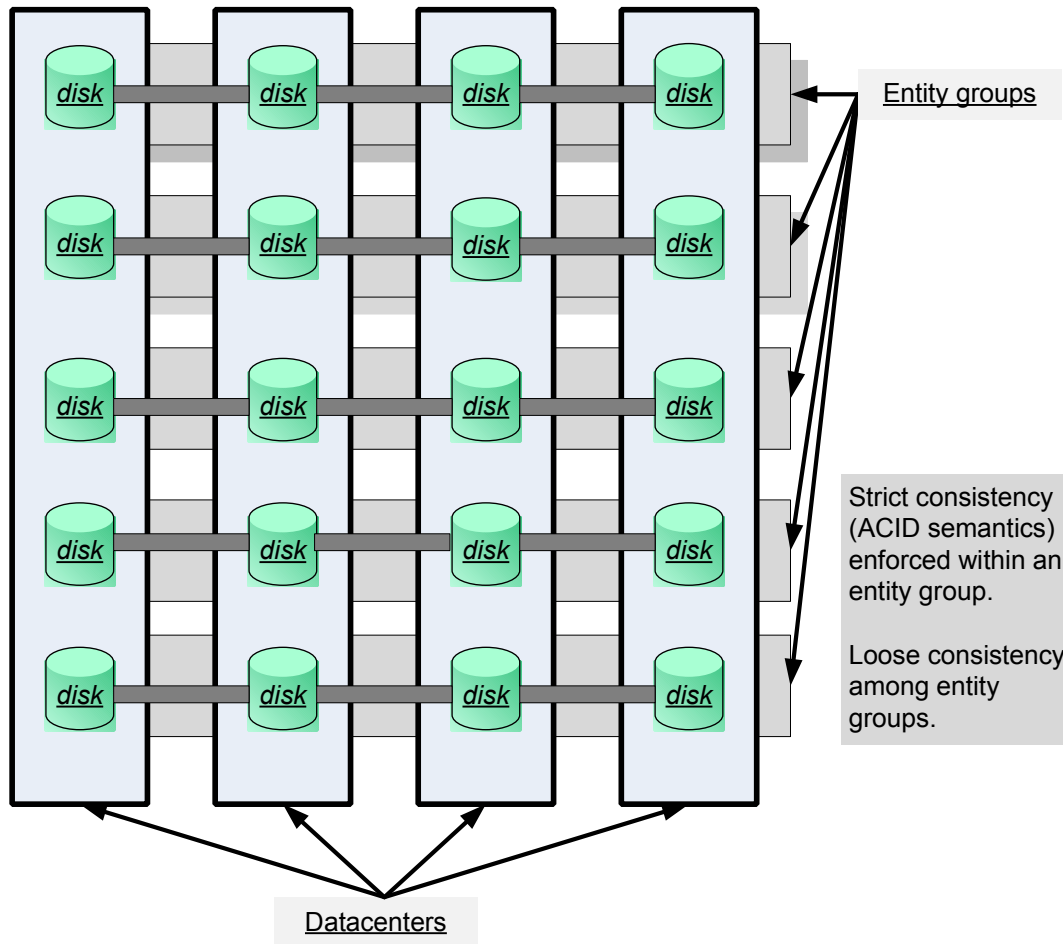 disk disk disk disk
Entity groups
disk disk disk disk
disk disk disk disk
Strict consistency
(ACID semantics)
enforced within an
entity group.
disk disk disk disk
Loose consistency
among entity
groups.
disk disk disk disk
Datacenters